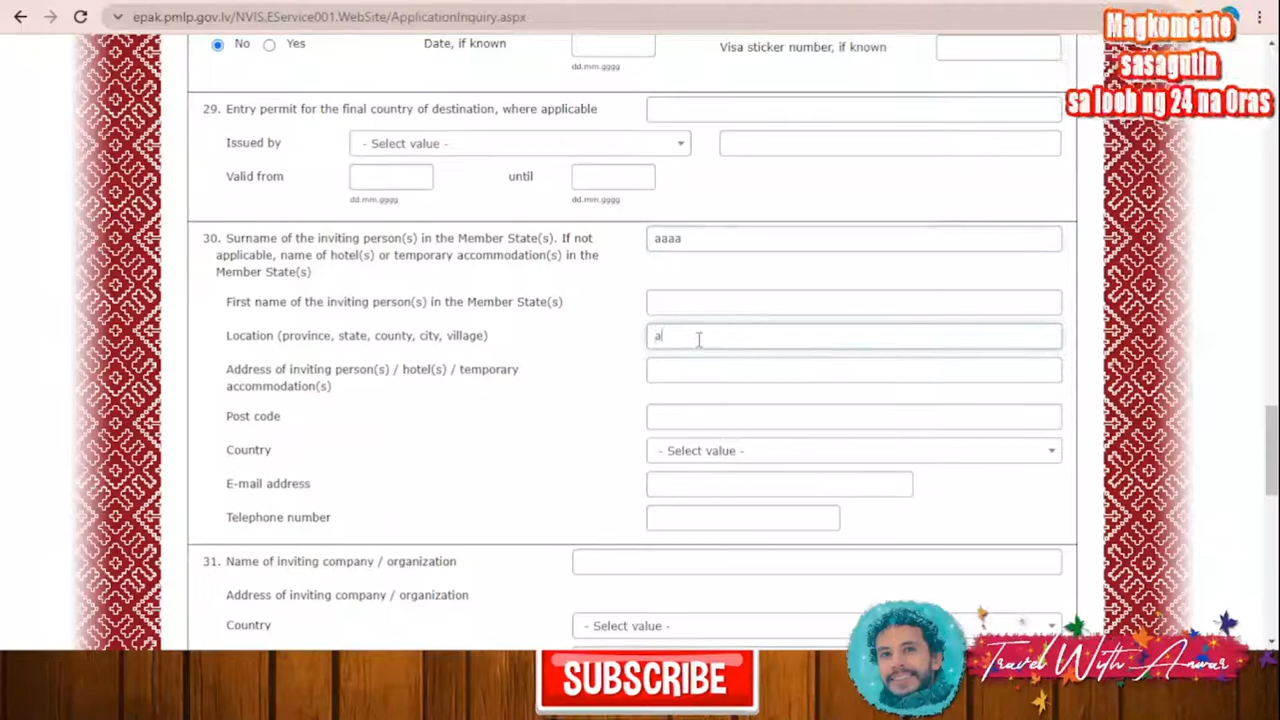 epak.pmlp.gov.lv/NVIS.EService001.WebSite/ApplicationInquiry.aspx
Magkomento
sasagutin
sa loob ng 24 na Oras
No Yes Date, if known Visa sticker number, if known
dd.mm.gggg
29. Entry permit for the final country of destination, where applicable
Issued by - Select value -
Valid from until
dd.mm.gggg dd.mm.gggg
30. Surname of the inviting person(s) in the Member State(s). If not aaaa
applicable, name of hotel(s) or temporary accommodation(s) in the
Member State(s)
First name of the inviting person(s) in the Member State(s)
Location (province, state, county, city, village) a
Address of inviting person(s) / hotel(s) / temporary
accommodation(s)
Post code
Country - Select value -
E-mail address
Telephone number
31. Name of inviting company / organization
Address of inviting company / organization
Country - Select value -
SUBSCRIBE
Travel With Anwar